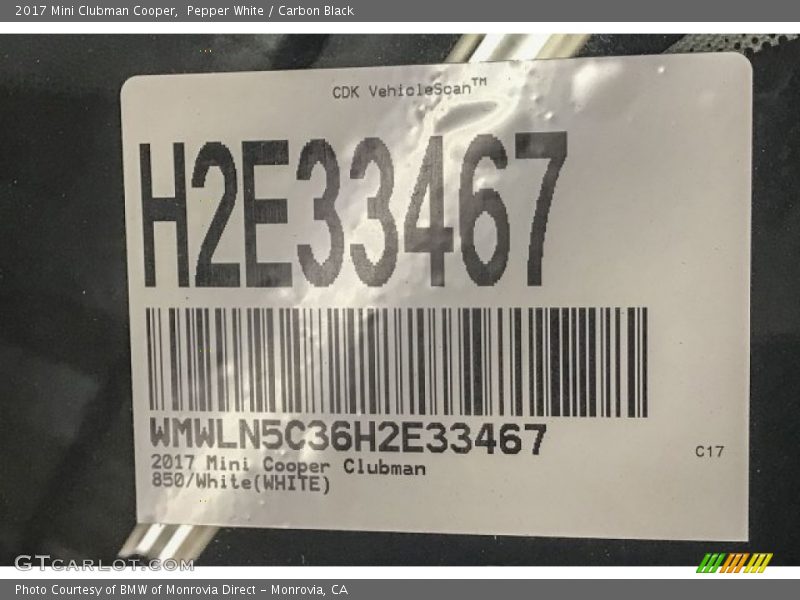 2017 Mini Clubman Cooper,  Pepper White / Carbon Black
CDK VehicleScan™
H2E33467
WMWLN5C36H2E33467
2017 Mini Cooper Clubman
850/White(WHITE)
C17
GTCARLOT.COM
Photo Courtesy of BMW of Monrovia Direct – Monrovia, CA